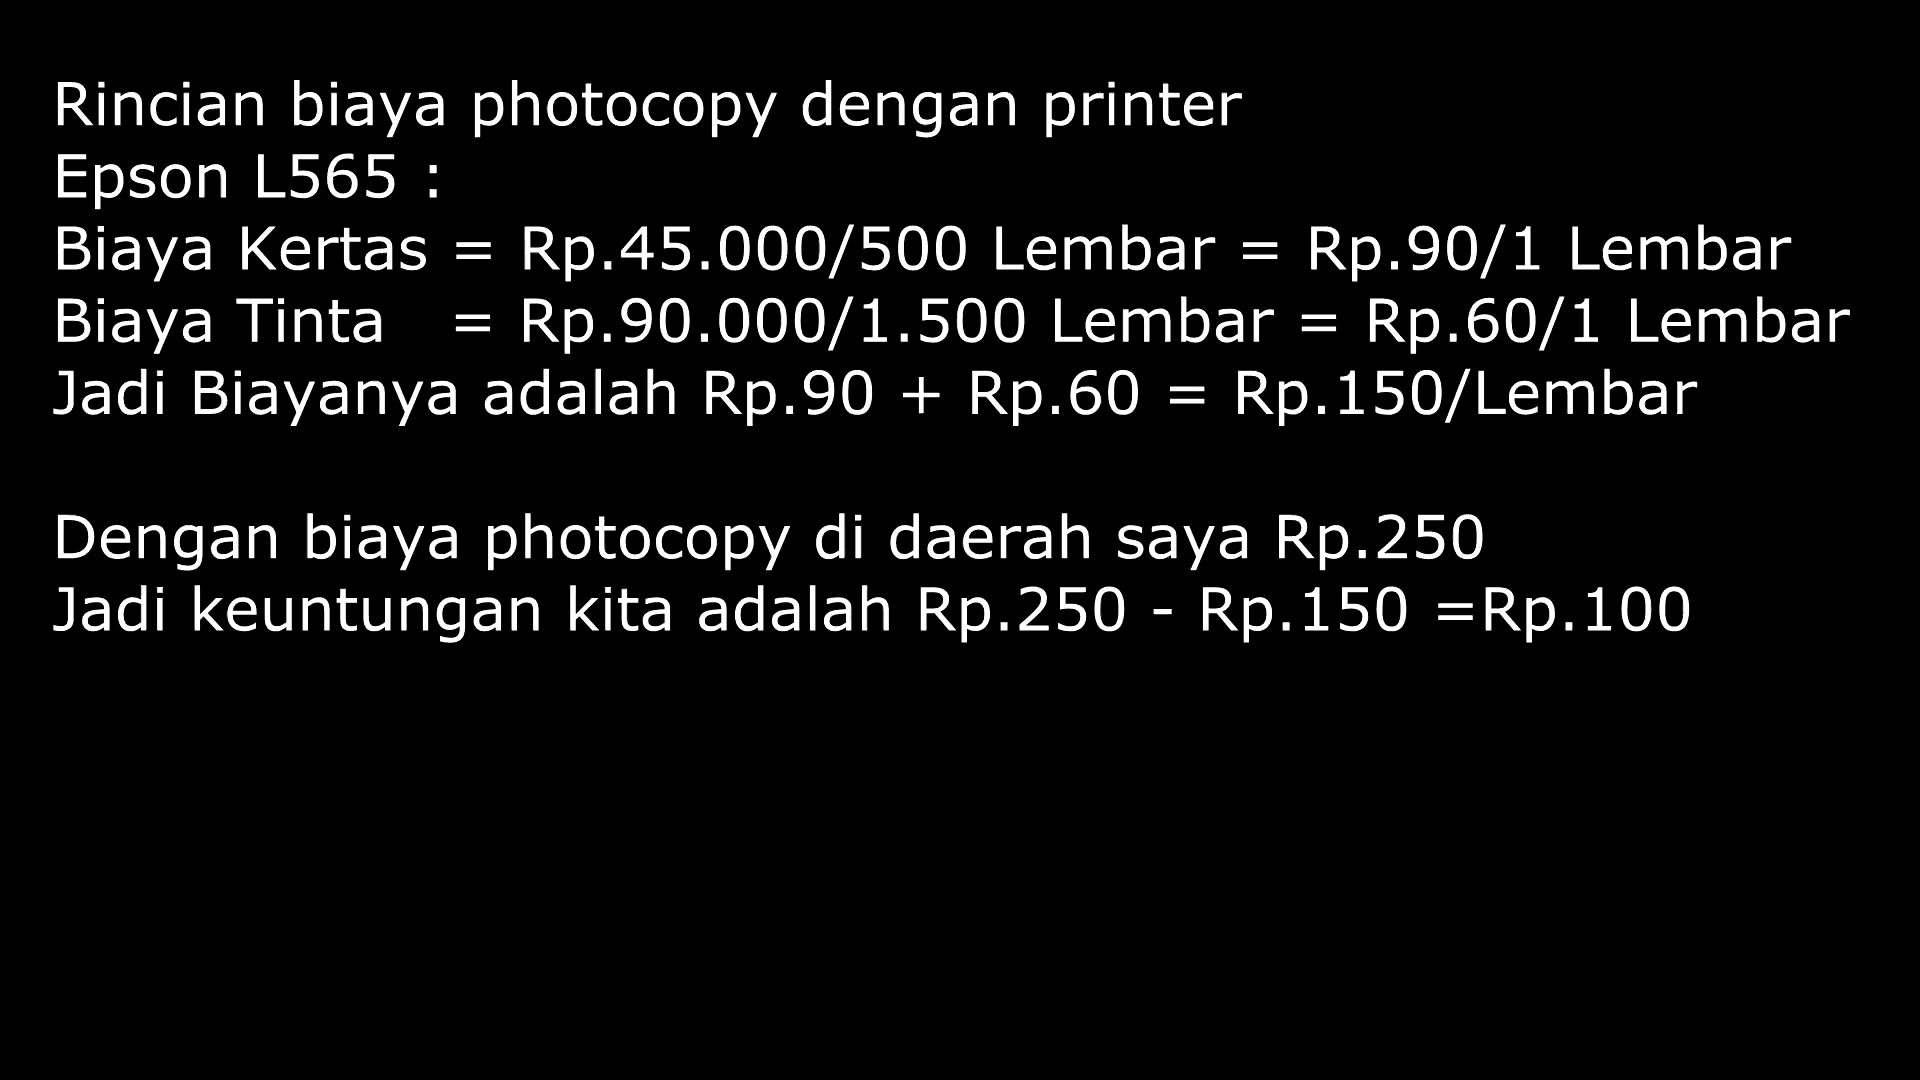 Rincian biaya photocopy dengan printer
Epson L565 :
Biaya Kertas = Rp.45.000/500 Lembar = Rp.90/1 Lembar
Biaya Tinta = Rp.90.000/1.500 Lembar = Rp.60/1 Lembar
Jadi Biayanya adalah Rp.90 + Rp.60 = Rp.150/Lembar
Dengan biaya photocopy di daerah saya Rp.250
Jadi keuntungan kita adalah Rp.250 - Rp.150 =Rp.100